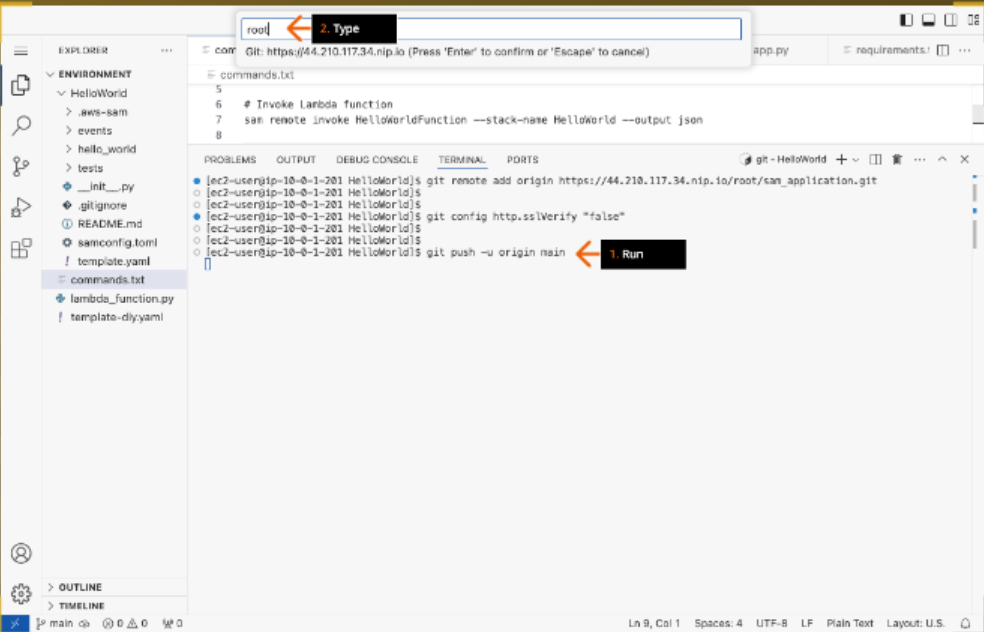 root
2. Type
Git: https://44.210.117.34.nip.io (Press 'Enter' to confirm or 'Escape' to cancel)
EXPLORER
com
app.py
requirements.
ENVIRONMENT
HelloWorld
.aws-sam
events
hello_world
tests
__init__.py
.gitignore
README.md
samconfig.toml
template.yaml
commands.txt
lambda_function.py
template-dly.yaml
commands.txt
5
6 # Invoke Lambda function
7 sam remote invoke HelloWorldFunction --stack-name HelloWorld --output json
8
PROBLEMS OUTPUT DEBUG CONSOLE TERMINAL PORTS
git - HelloWorld
[ec2-user@ip-10-0-1-201 HelloWorld]$ git remote add origin https://44.210.117.34.nip.io/root/sam_application.git
[ec2-user@ip-10-0-1-201 HelloWorld]$
[ec2-user@ip-10-0-1-201 HelloWorld]$
[ec2-user@ip-10-0-1-201 HelloWorld]$ git config http.sslVerify "false"
[ec2-user@ip-10-0-1-201 HelloWorld]$
[ec2-user@ip-10-0-1-201 HelloWorld]$
[ec2-user@ip-10-0-1-201 HelloWorld]$ git push -u origin main
1. Run
OUTLINE
TIMELINE
main 0 0 0
Ln 9, Col 1 Spaces: 4 UTF-8 LF Plain Text Layout: U.S.